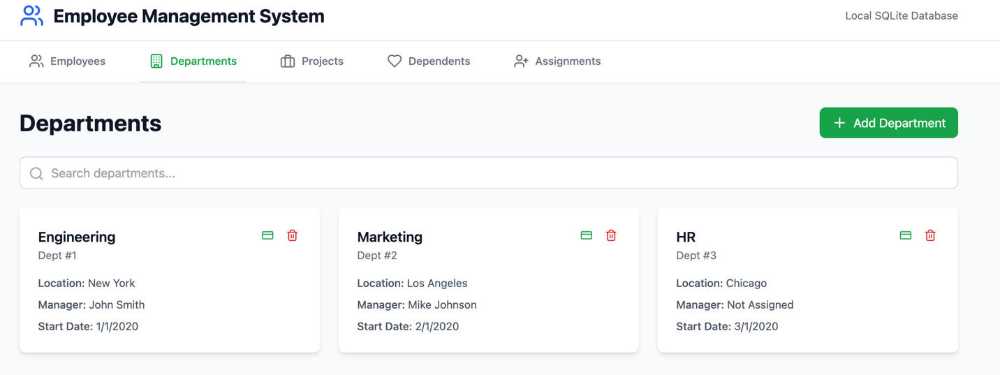 Employee Management System
Local SQLite Database
Employees
Departments
Projects
Dependents
Assignments
Departments
Add Department
Search departments...
Engineering
Dept #1
Location: New York
Manager: John Smith
Start Date: 1/1/2020
Marketing
Dept #2
Location: Los Angeles
Manager: Mike Johnson
Start Date: 2/1/2020
HR
Dept #3
Location: Chicago
Manager: Not Assigned
Start Date: 3/1/2020